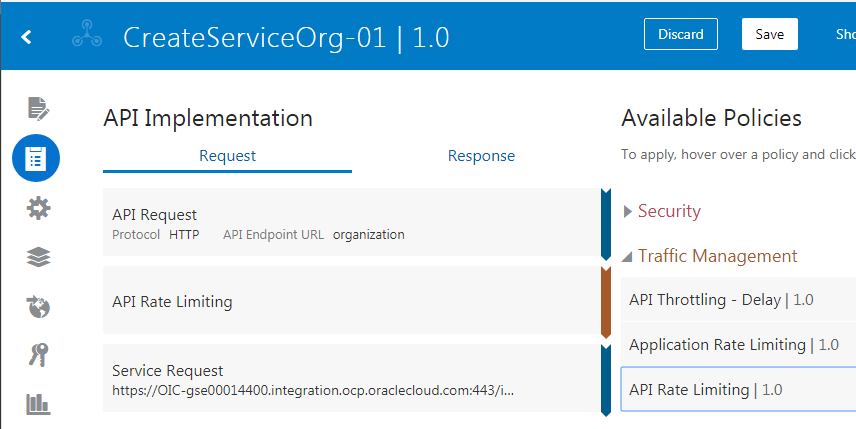 CreateServiceOrg-01 | 1.0
Discard
Save
API Implementation
Request
Response
API Request
Protocol HTTP API Endpoint URL organization
API Rate Limiting
Service Request
https://OIC-gse00014400.integration.ocp.oraclecloud.com:443/i...
Available Policies
To apply, hover over a policy and click
Security
Traffic Management
API Throttling - Delay | 1.0
Application Rate Limiting | 1.0
API Rate Limiting | 1.0